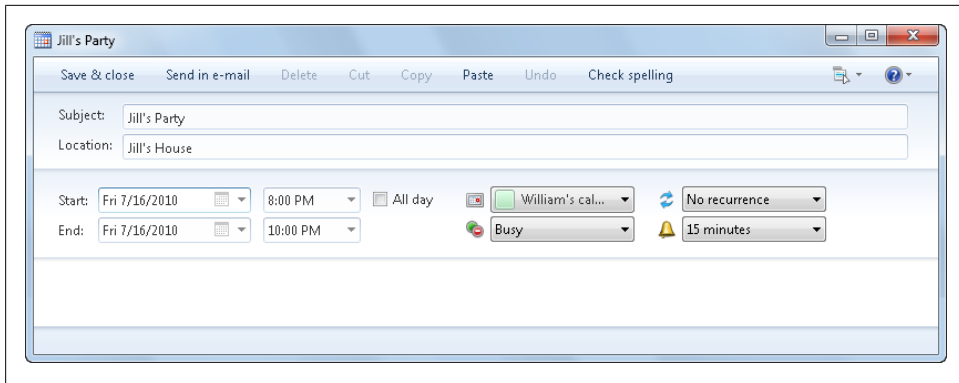 Jill's Party
Save & close Send in e-mail Delete Cut Copy Paste Undo Check spelling
Subject: Jill's Party
Location: Jill's House
Start: Fri 7/16/2010 8:00 PM All day William's cal... No recurrence
End: Fri 7/16/2010 10:00 PM Busy 15 minutes